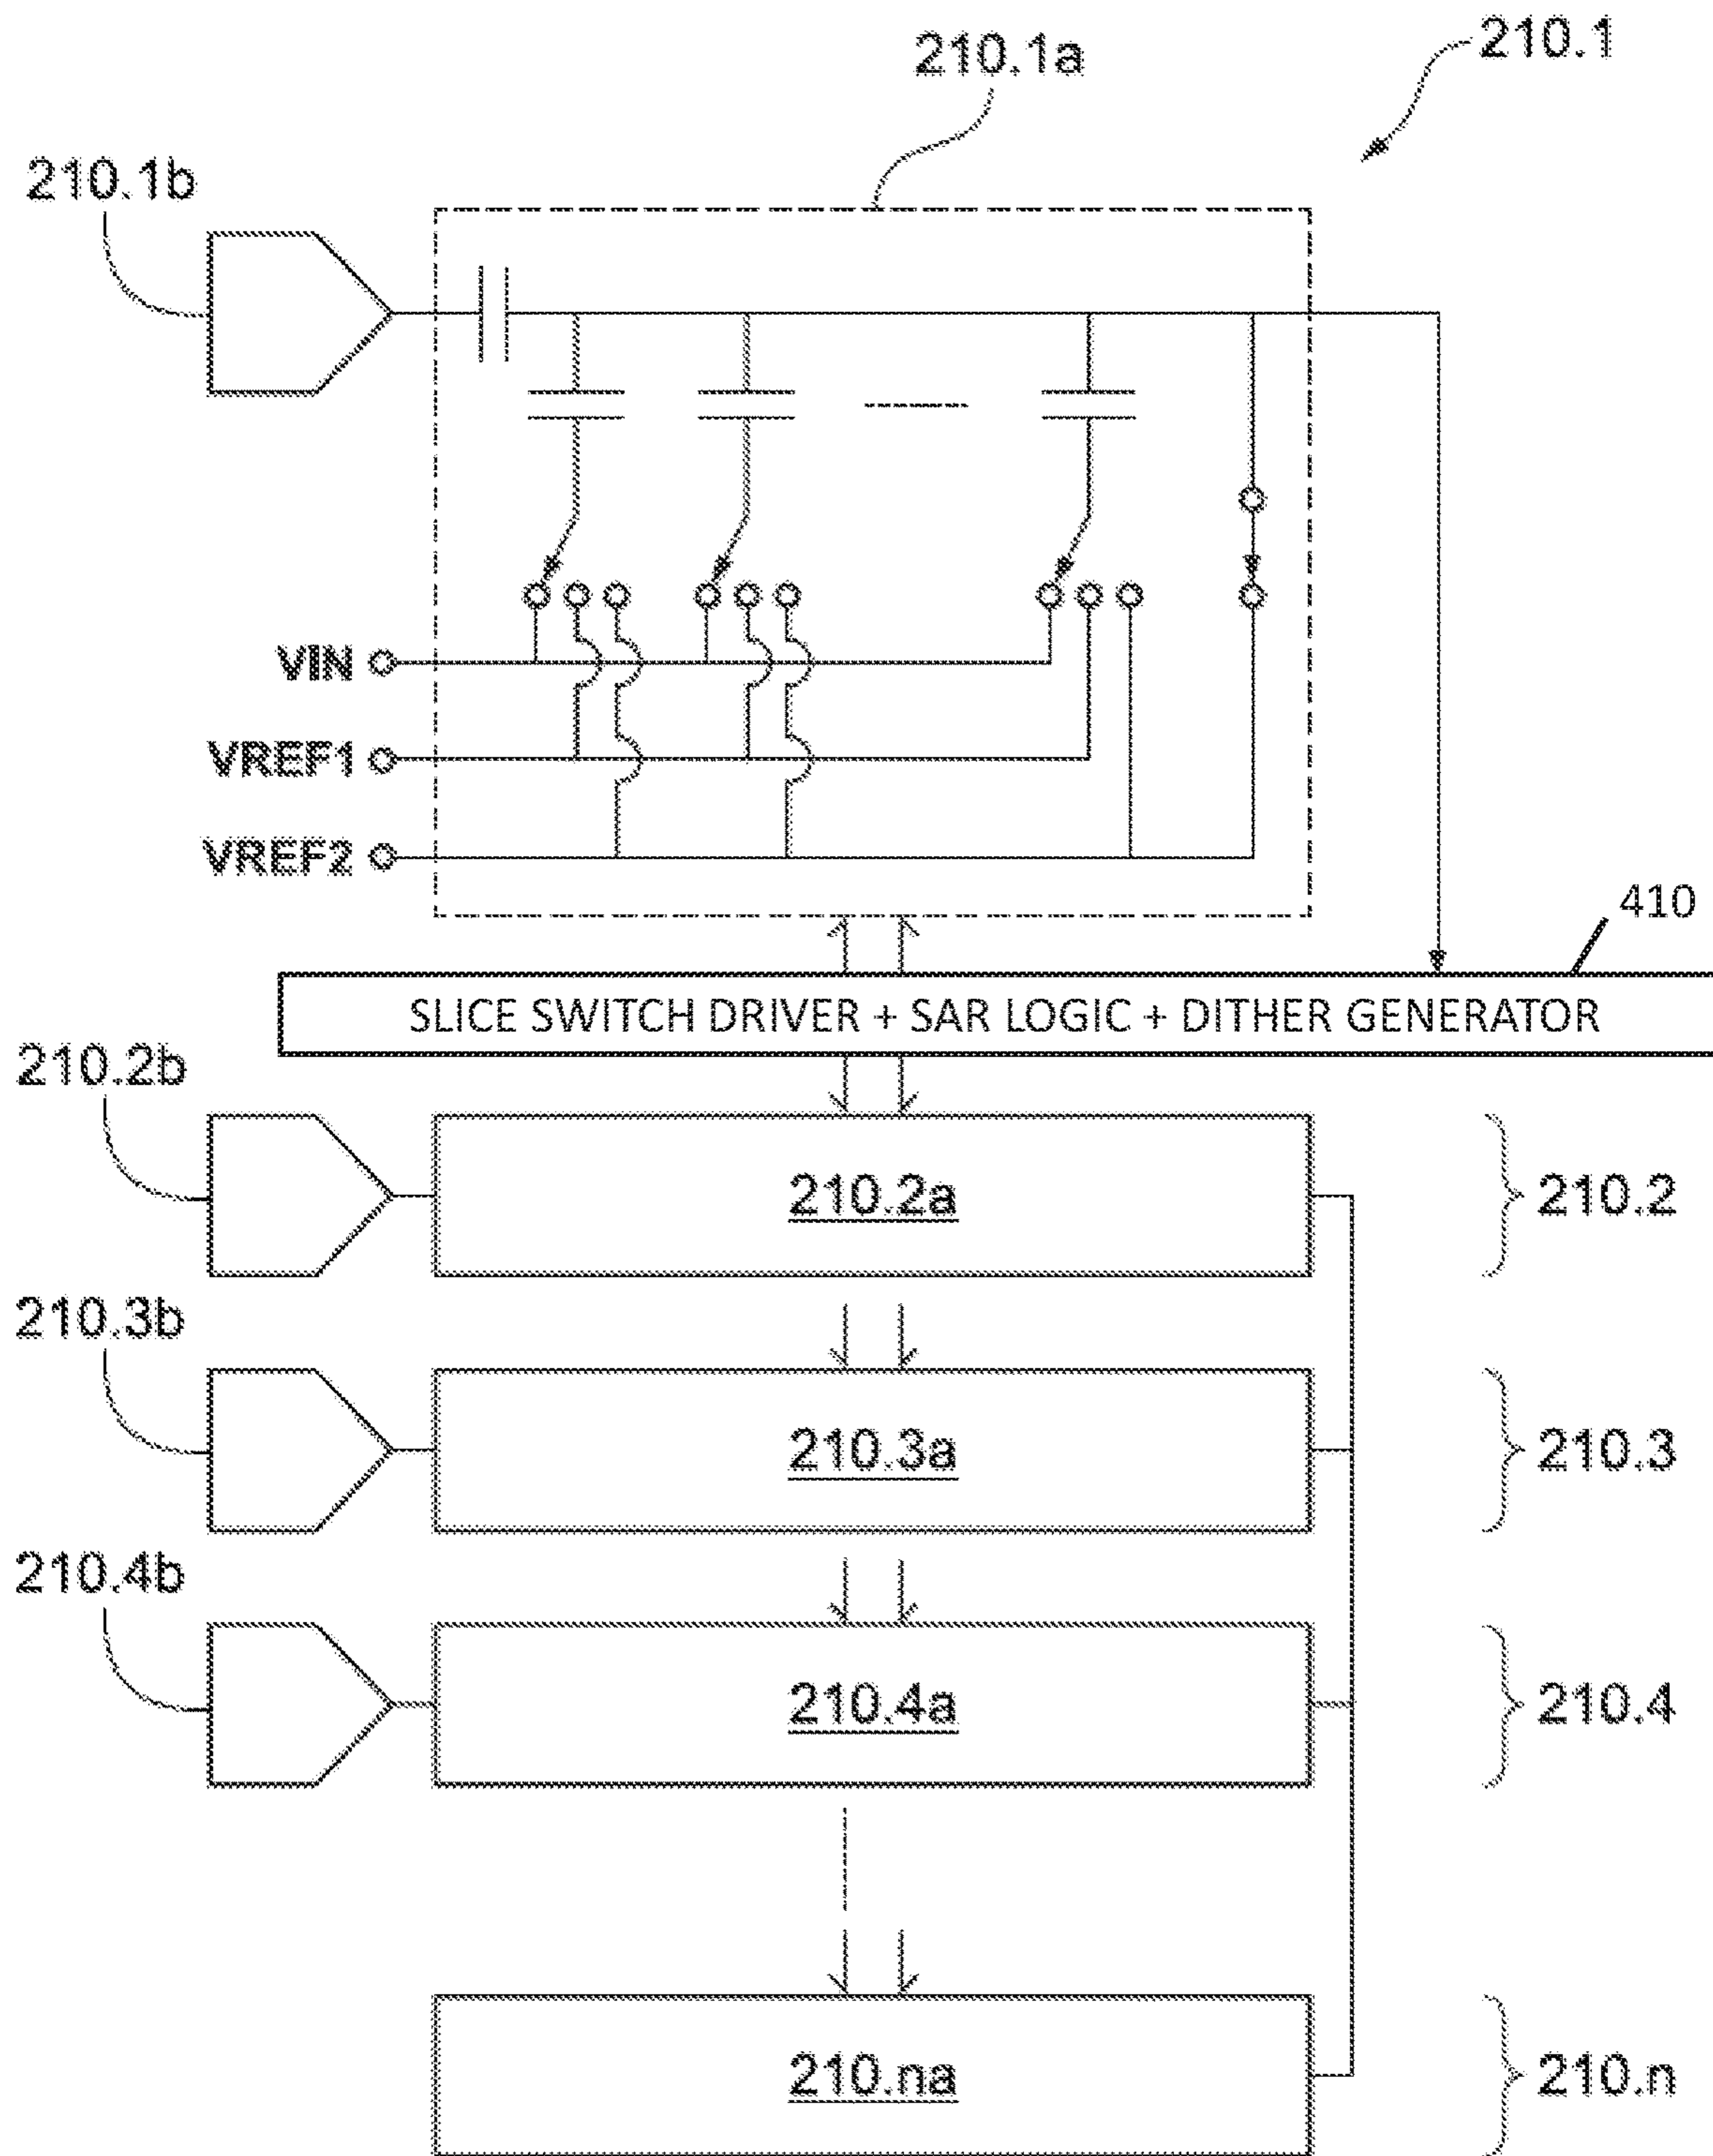 210.1
210.1a
210.1b
VIN
VREF1
VREF2
410
SLICE SWITCH DRIVER + SAR LOGIC + DITHER GENERATOR
210.2b
210.2a
210.2
210.3b
210.3a
210.3
210.4b
210.4a
210.4
210.na
210.n